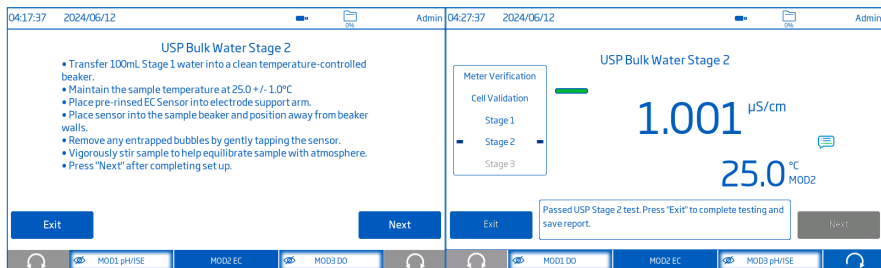 04:17:37 2024/06/12 0% Admin
USP Bulk Water Stage 2
• Transfer 100mL Stage 1 water into a clean temperature-controlled
beaker.
• Maintain the sample temperature at 25.0 +/- 1.0°C
• Place pre-rinsed EC Sensor into electrode support arm.
• Place sensor into the sample beaker and position away from beaker
walls.
• Remove any entrapped bubbles by gently tapping the sensor.
• Vigorously stir sample to help equilibrate sample with atmosphere.
• Press "Next" after completing set up.
Exit Next
MOD1 pH/ISE MOD2 EC MOD3 DO
04:27:37 2024/06/12 0% Admin
USP Bulk Water Stage 2
Meter Verification
Cell Validation
Stage 1
Stage 2
Stage 3
1.001 µS/cm
25.0 °C
MOD2
Passed USP Stage 2 test. Press "Exit" to complete testing and
save report.
Exit Next
MOD1 DO MOD2 EC MOD3 pH/ISE